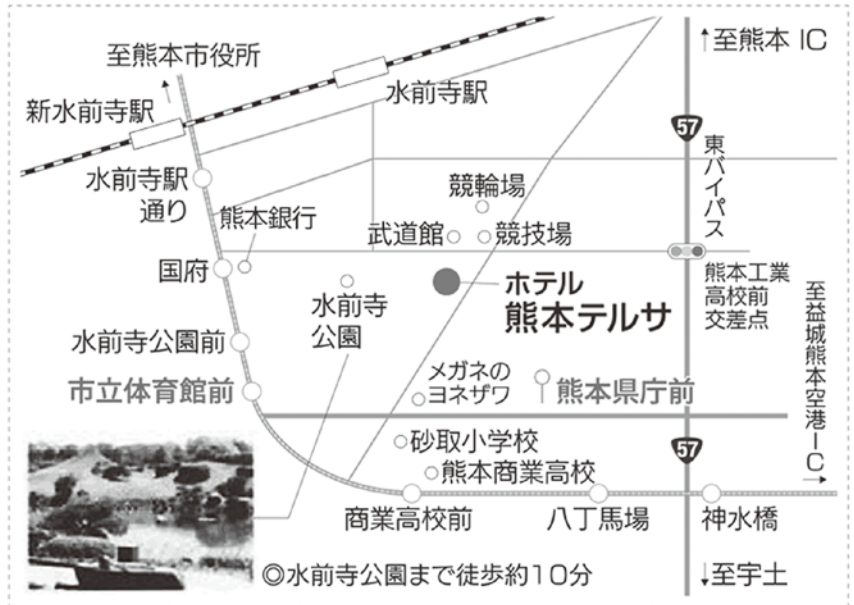 至熊本市役所
↑至熊本 IC
新水前寺駅
水前寺駅
57
東バイパス
水前寺駅
通り
熊本銀行
競輪場
武道館
競技場
国府
水前寺
公園
ホテル
熊本テルサ
熊本工業
高校前
交差点
至益城熊本空港IC→
水前寺公園前
市立体育館前
メガネの
ヨネザワ
熊本県庁前
砂取小学校
57
熊本商業高校
商業高校前
八丁馬場
神水橋
◎水前寺公園まで徒歩約10分
↓至宇土